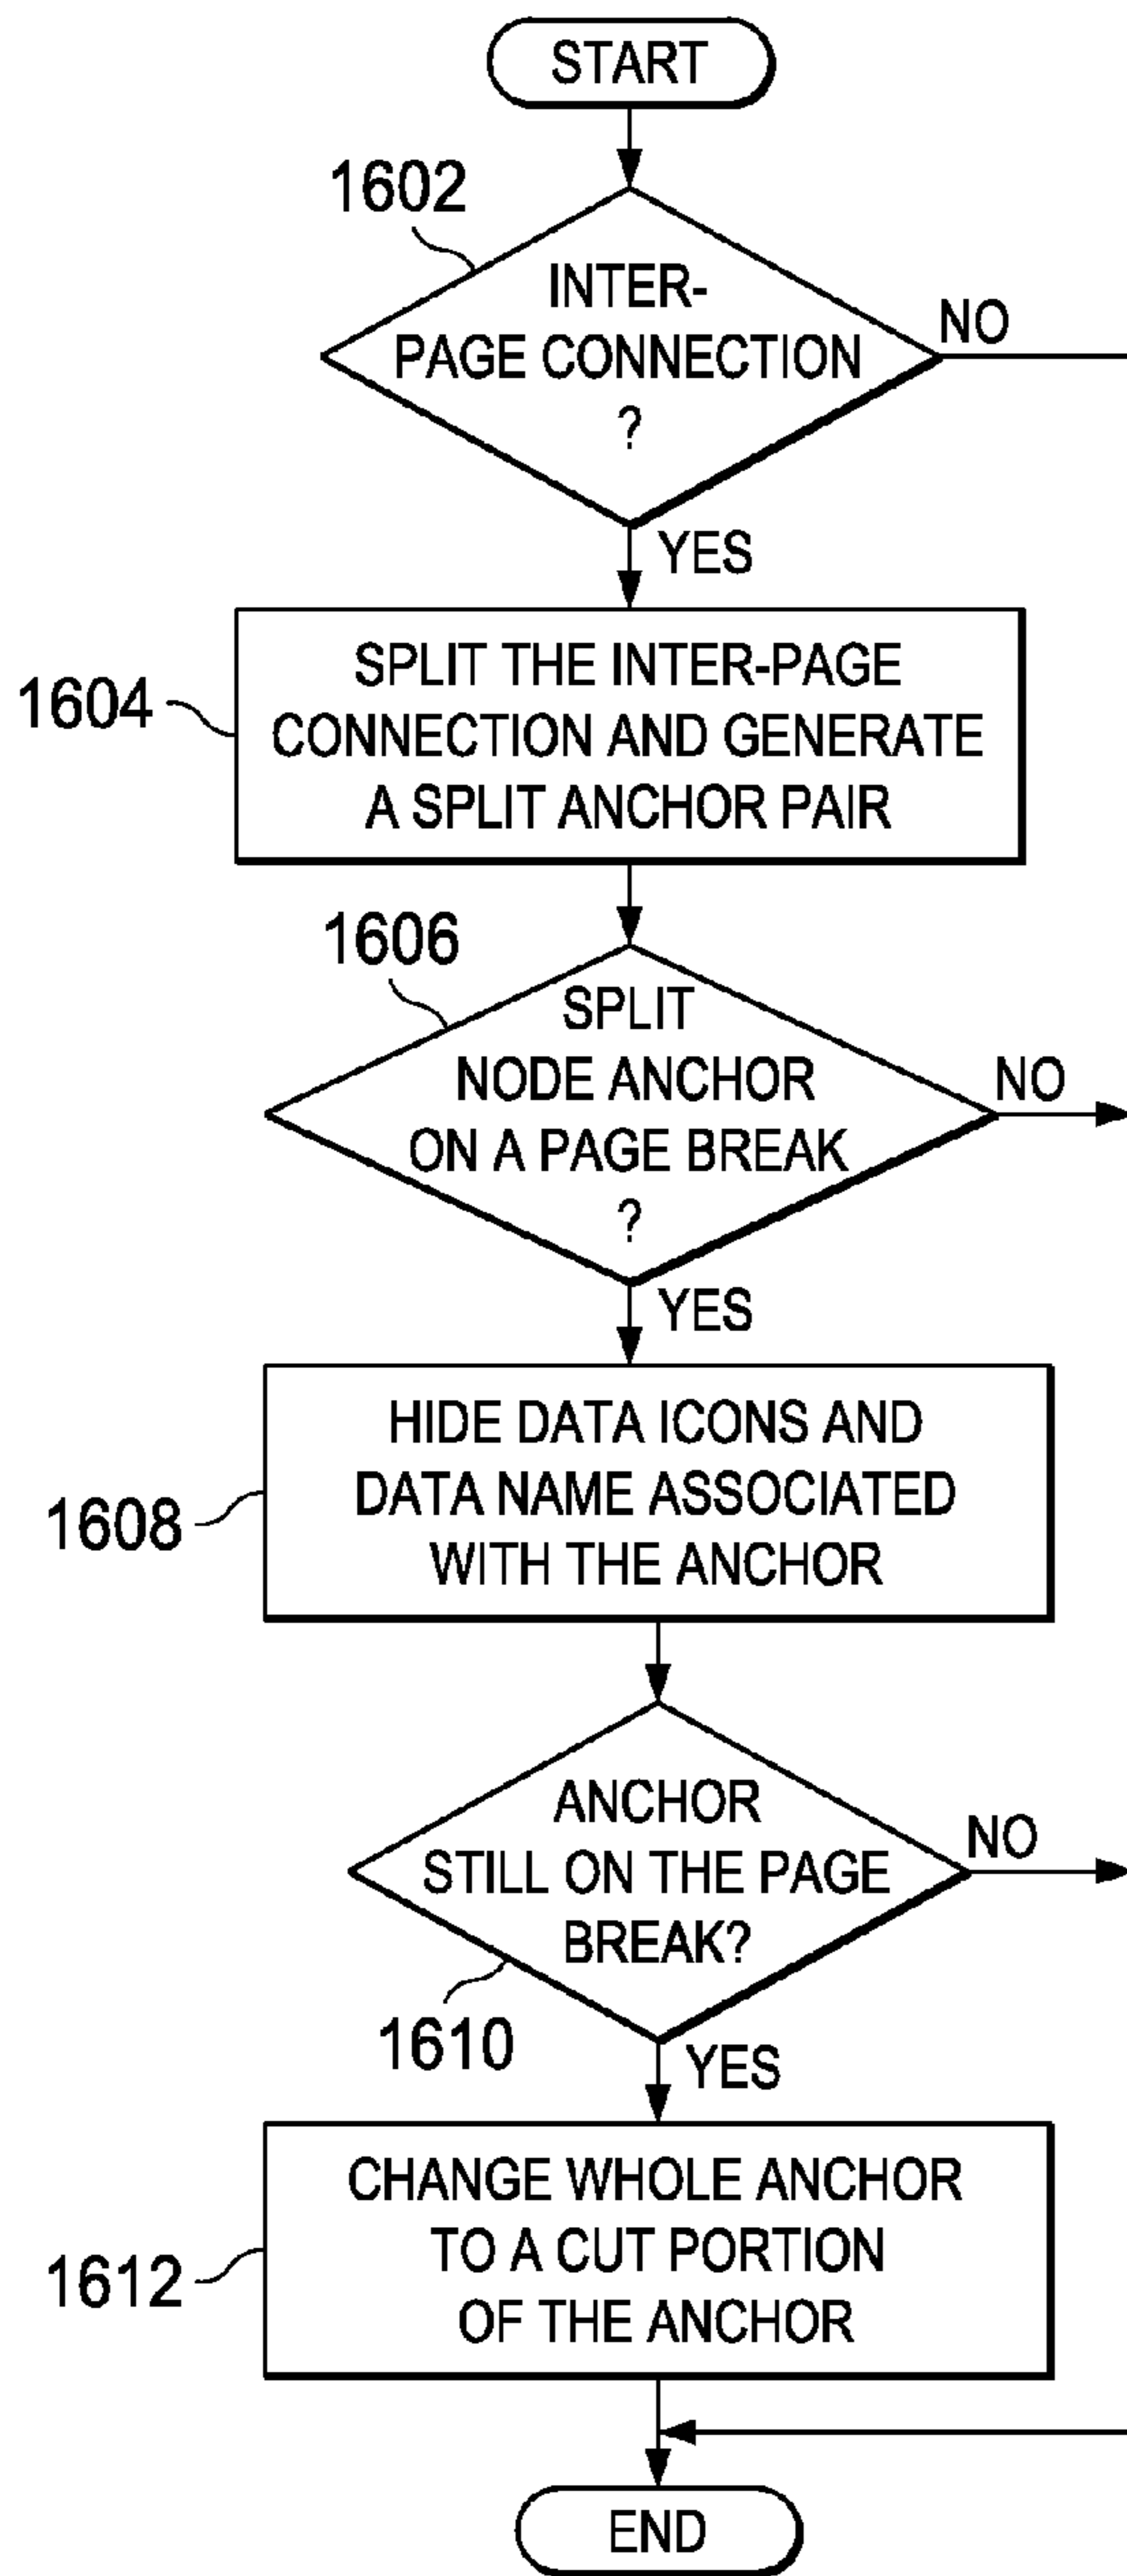 START
1602
INTER-
PAGE CONNECTION
?
NO
YES
1604
SPLIT THE INTER-PAGE
CONNECTION AND GENERATE
A SPLIT ANCHOR PAIR
1606
SPLIT
NODE ANCHOR
ON A PAGE BREAK
?
NO
YES
1608
HIDE DATA ICONS AND
DATA NAME ASSOCIATED
WITH THE ANCHOR
ANCHOR
STILL ON THE PAGE
BREAK?
NO
1610
YES
1612
CHANGE WHOLE ANCHOR
TO A CUT PORTION
OF THE ANCHOR
END